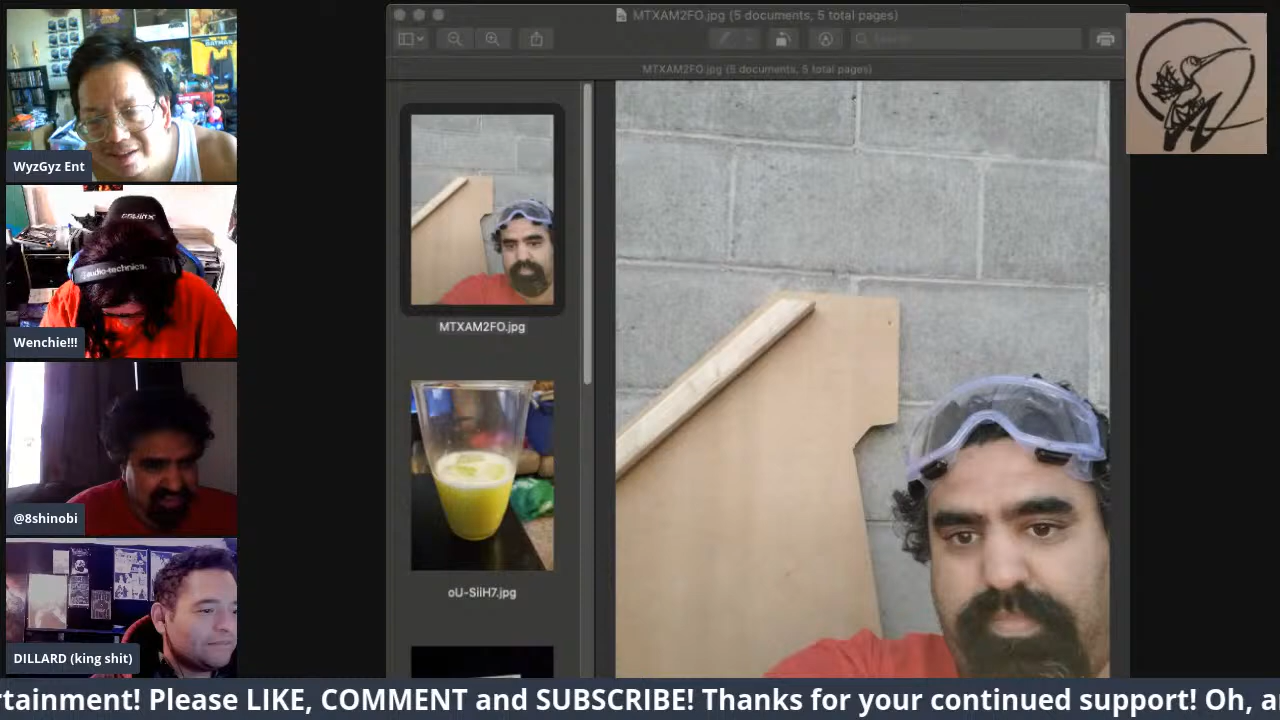 MTXAM2FO.jpg (5 documents, 5 total pages)
MTXAM2FO.jpg (5 documents, 5 total pages)
WyzGyz Ent
audio-technica.
Wenchie!!!
@8shinobi
DILLARD (king shit)
MTXAM2FO.jpg
oU-SiiH7.jpg
rtainment! Please LIKE, COMMENT and SUBSCRIBE! Thanks for your continued support! Oh, a